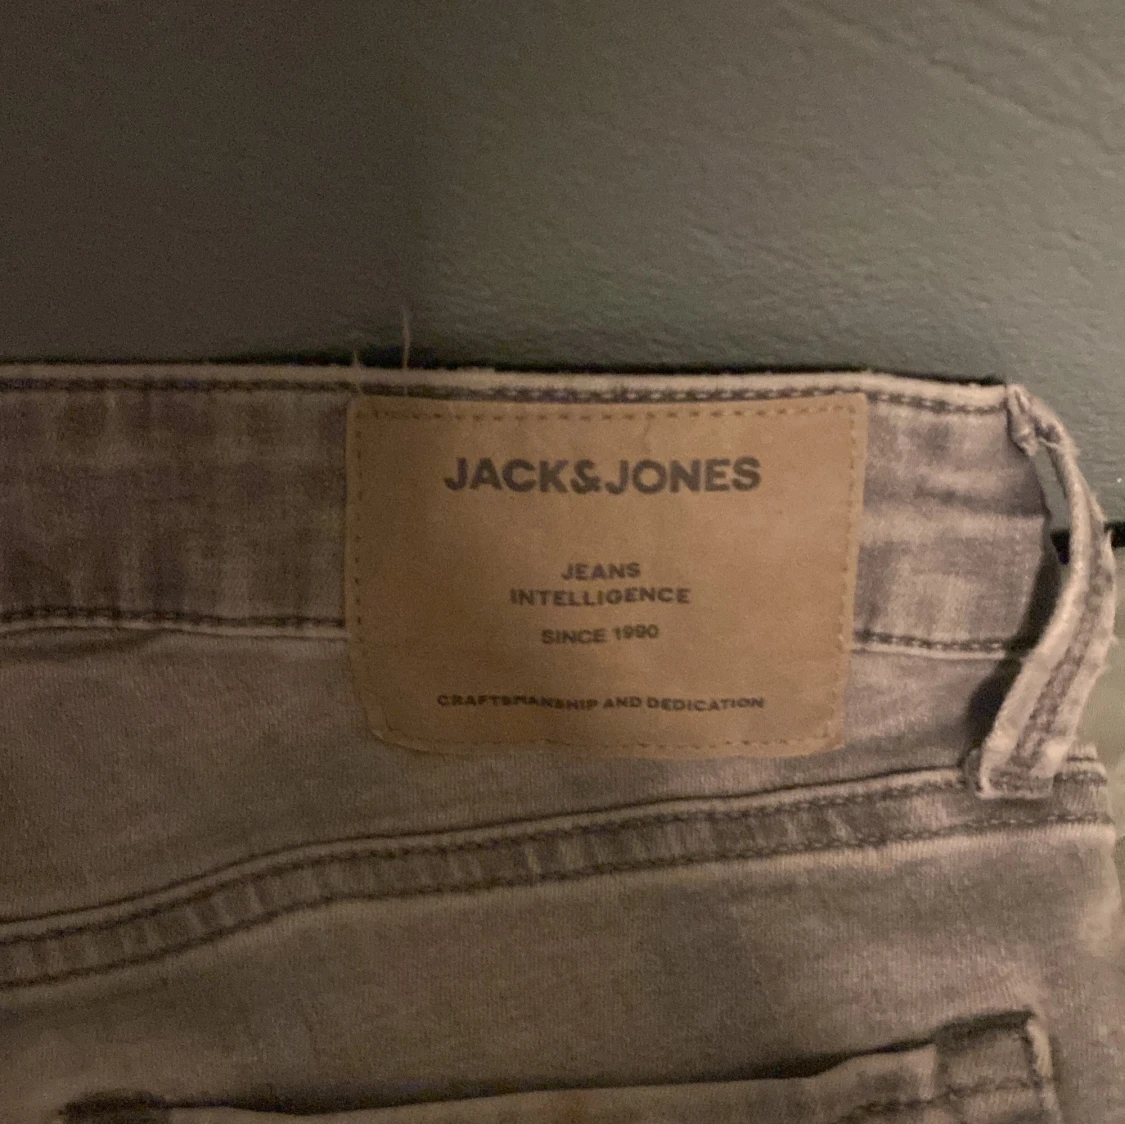 JACK&JONES
JEANS
INTELLIGENCE
SINCE 1990
CRAFTSMANSHIP AND DEDICATION